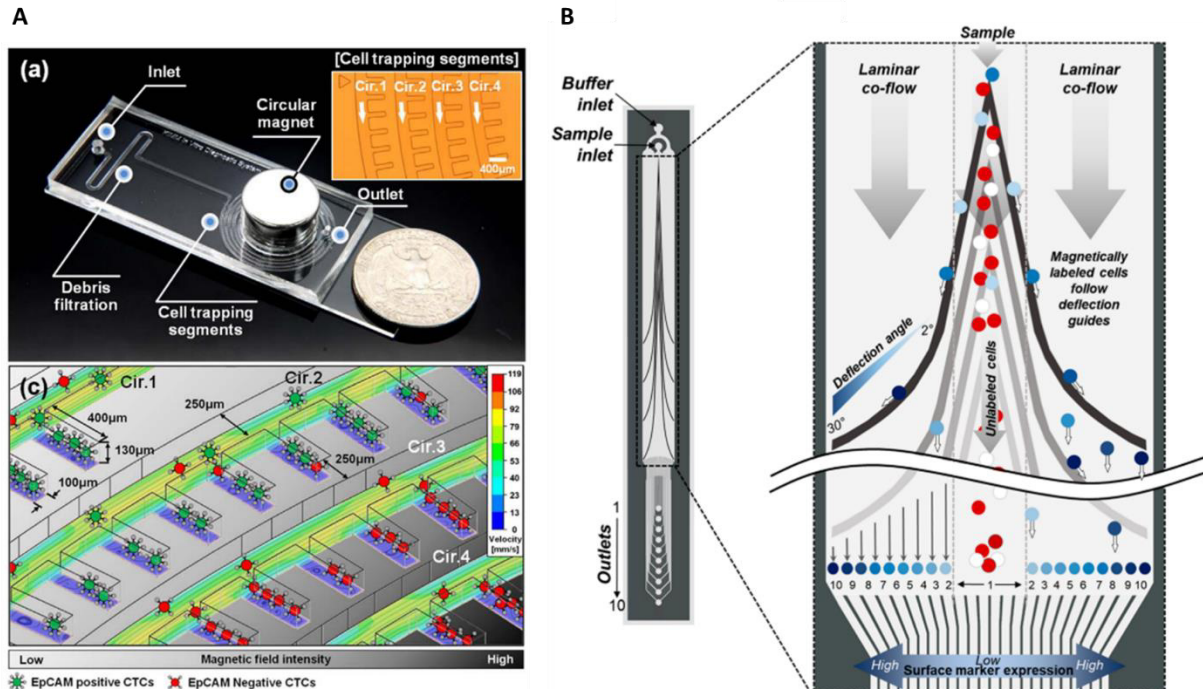 A
(a)
Inlet
Circular
magnet
[Cell trapping segments]
Cir.1 Cir.2 Cir.3 Cir.4
400μm
Outlet
Debris
filtration
Cell trapping
segments
(c)
Cir.1
Cir.2
Cir.3
Cir.4
400μm
250μm
130μm
100μm
250μm
119
106
92
79
66
53
40
26
13
0
Velocity
[mm/s]
Low Magnetic field intensity High
EpCAM positive CTCs EpCAM Negative CTCs
B
Buffer
inlet
Sample
inlet
1
Outlets
10
Sample
Laminar
co-flow
Laminar
co-flow
Magnetically
labeled cells
follow
deflection
guides
Deflection angle
2°
30°
Unlabeled cells
10 9 8 7 6 5 4 3 2 1 2 3 4 5 6 7 8 9 10
High Low High
Surface marker expression